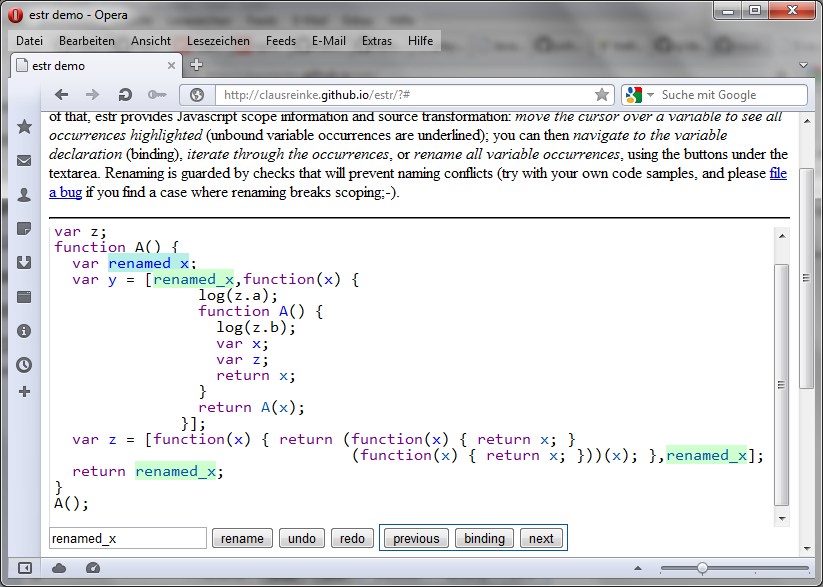 estr demo - Opera
Datei Bearbeiten Ansicht Lesezeichen Feeds E-Mail Extras Hilfe
estr demo
http://clausreinke.github.io/estr/?#
Suche mit Google
of that, estr provides Javascript scope information and source transformation: move the cursor over a variable to see all
occurrences highlighted (unbound variable occurrences are underlined); you can then navigate to the variable
declaration (binding), iterate through the occurrences, or rename all variable occurrences, using the buttons under the
textarea. Renaming is guarded by checks that will prevent naming conflicts (try with your own code samples, and please file
a bug if you find a case where renaming breaks scoping;-).
var z;
function A() {
  var renamed_x;
  var y = [renamed_x,function(x) {
                log(z.a);
                function A() {
                  log(z.b);
                  var x;
                  var z;
                  return x;
                }
                return A(x);
              }];
  var z = [function(x) { return (function(x) { return x; }
                                 (function(x) { return x; }))(x); },renamed_x];
  return renamed_x;
}
A();
renamed_x rename undo redo previous binding next